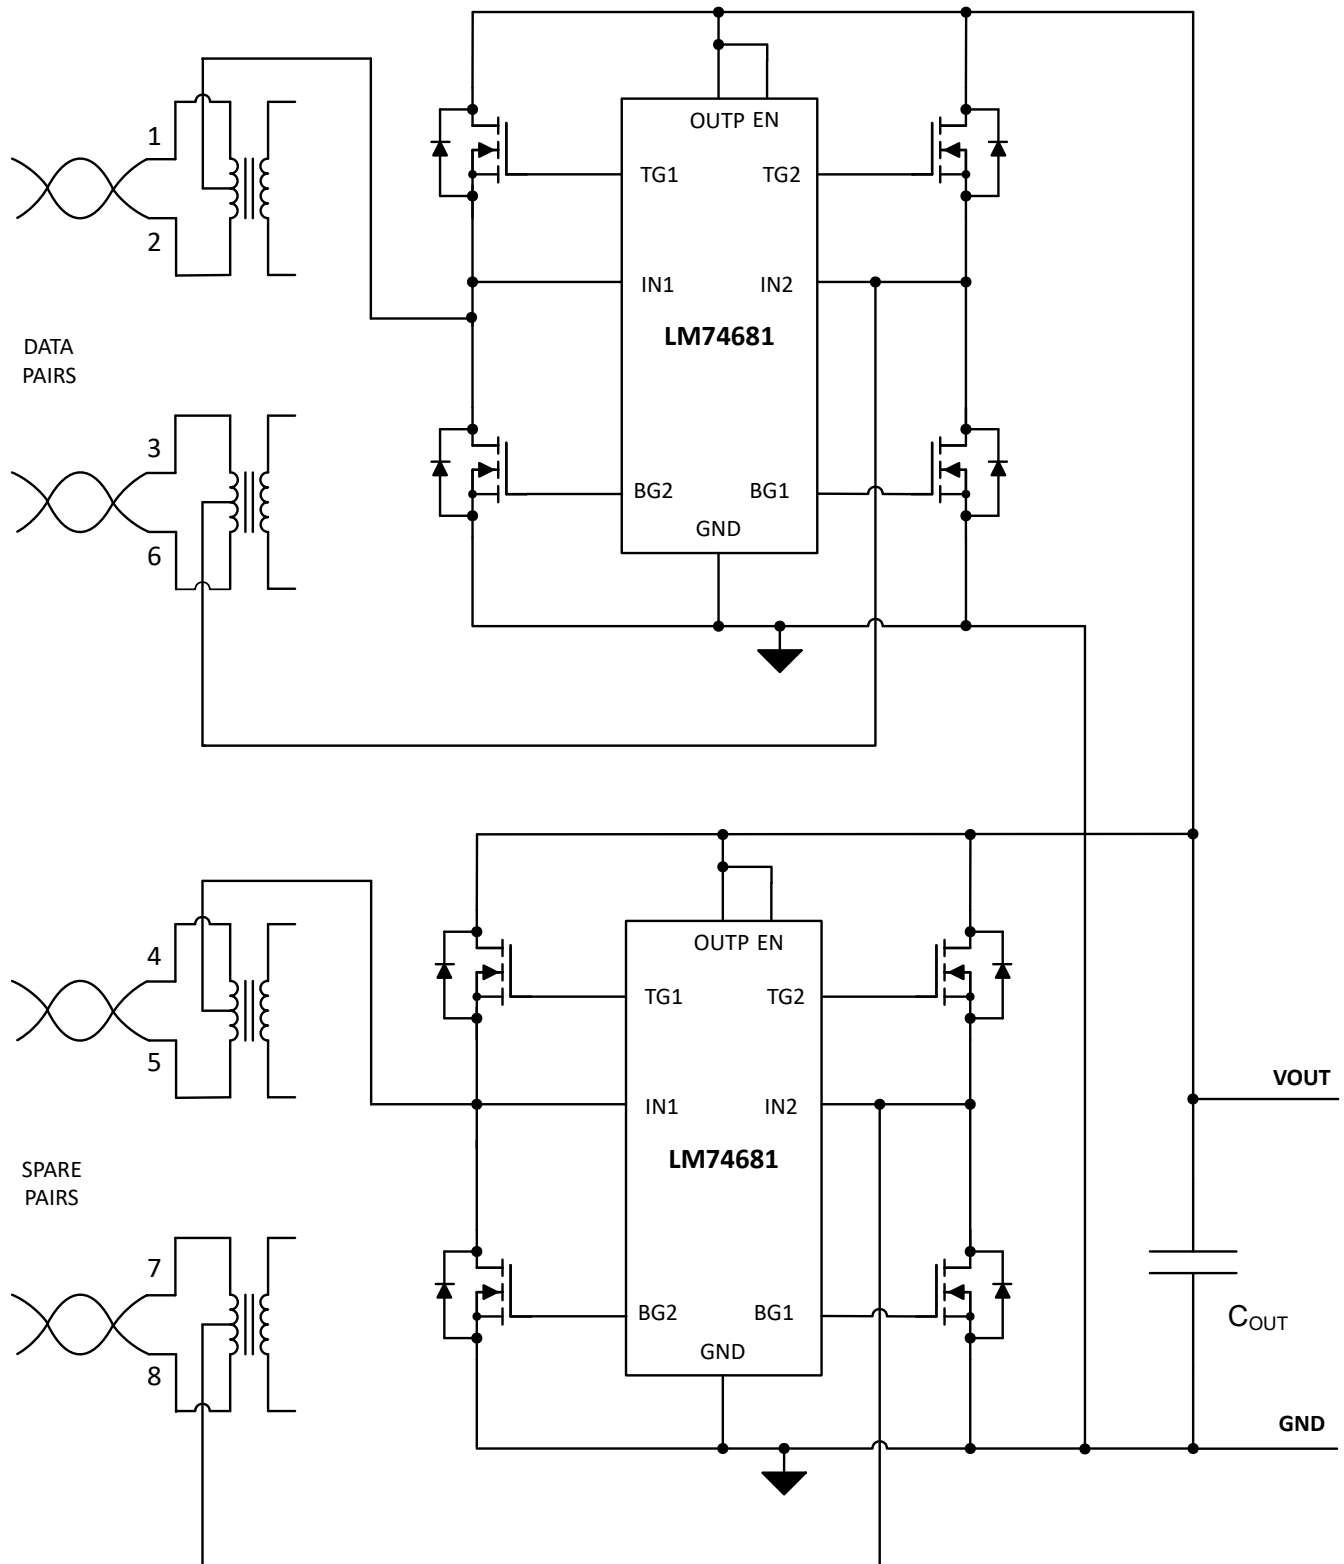 OUTP EN
1
TG1 TG2
2
IN1 IN2
LM74681
DATA
PAIRS
3
BG2 BG1
GND
6
OUTP EN
4
TG1 TG2
5
VOUT
IN1 IN2
LM74681
SPARE
PAIRS
7
BG2 BG1
COUT
GND
8
GND